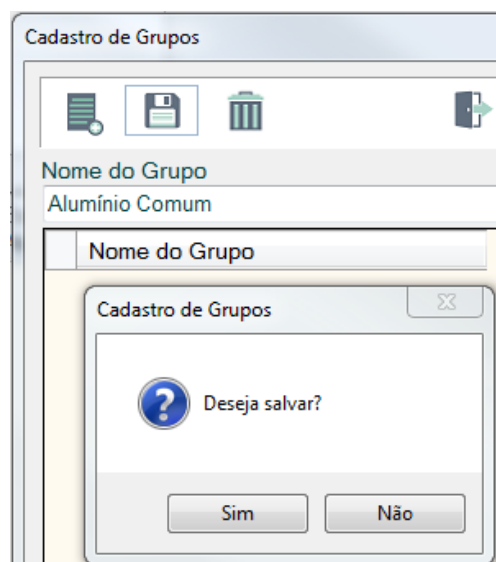 Cadastro de Grupos
Nome do Grupo
Alumínio Comum
Nome do Grupo
Cadastro de Grupos
Deseja salvar?
Sim Não